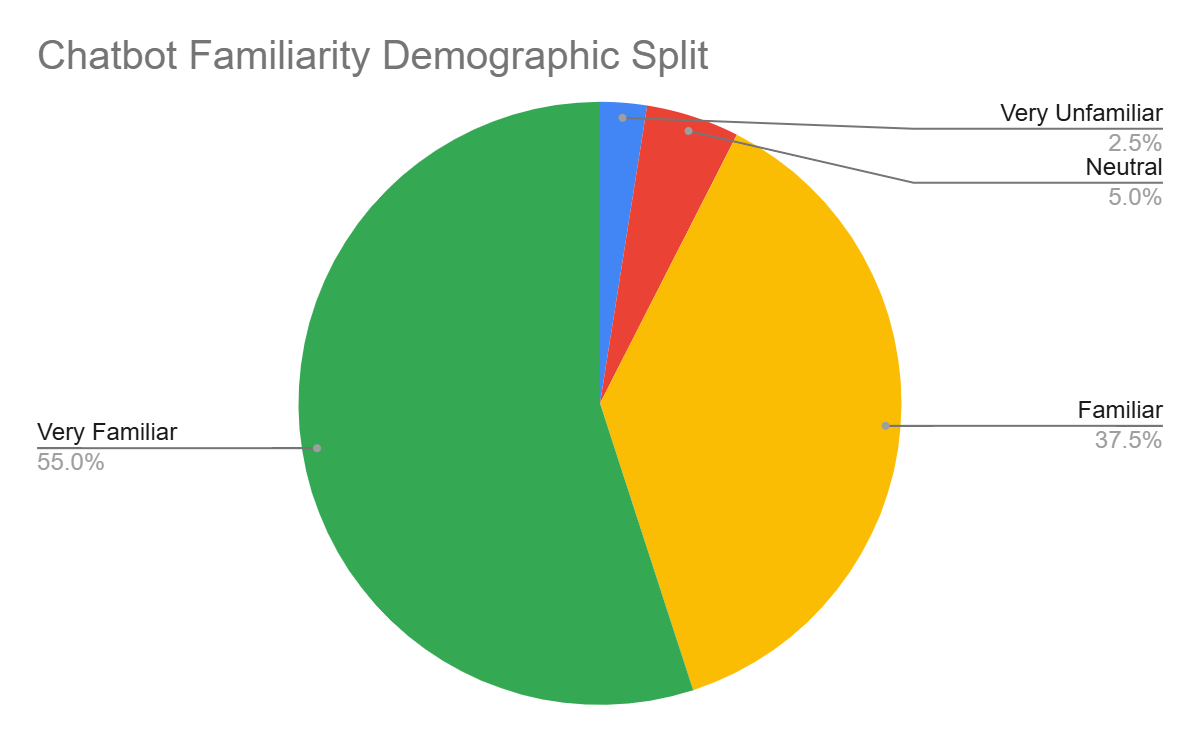 Chatbot Familiarity Demographic Split
Very Unfamiliar
2.5%
Neutral
5.0%
Familiar
37.5%
Very Familiar
55.0%